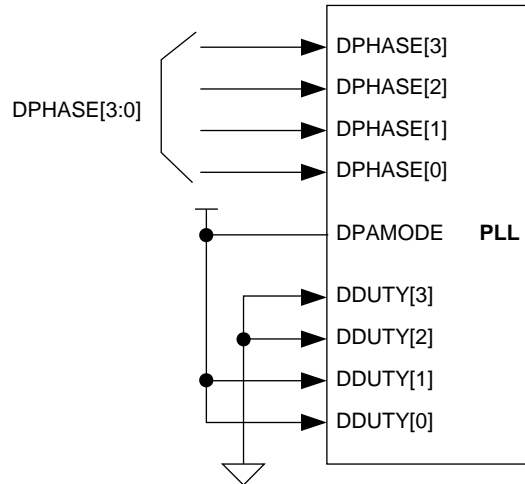 DPHASE[3]
DPHASE[2]
DPHASE[3:0]
DPHASE[1]
DPHASE[0]
DPAMODE PLL
DDUTY[3]
DDUTY[2]
DDUTY[1]
DDUTY[0]